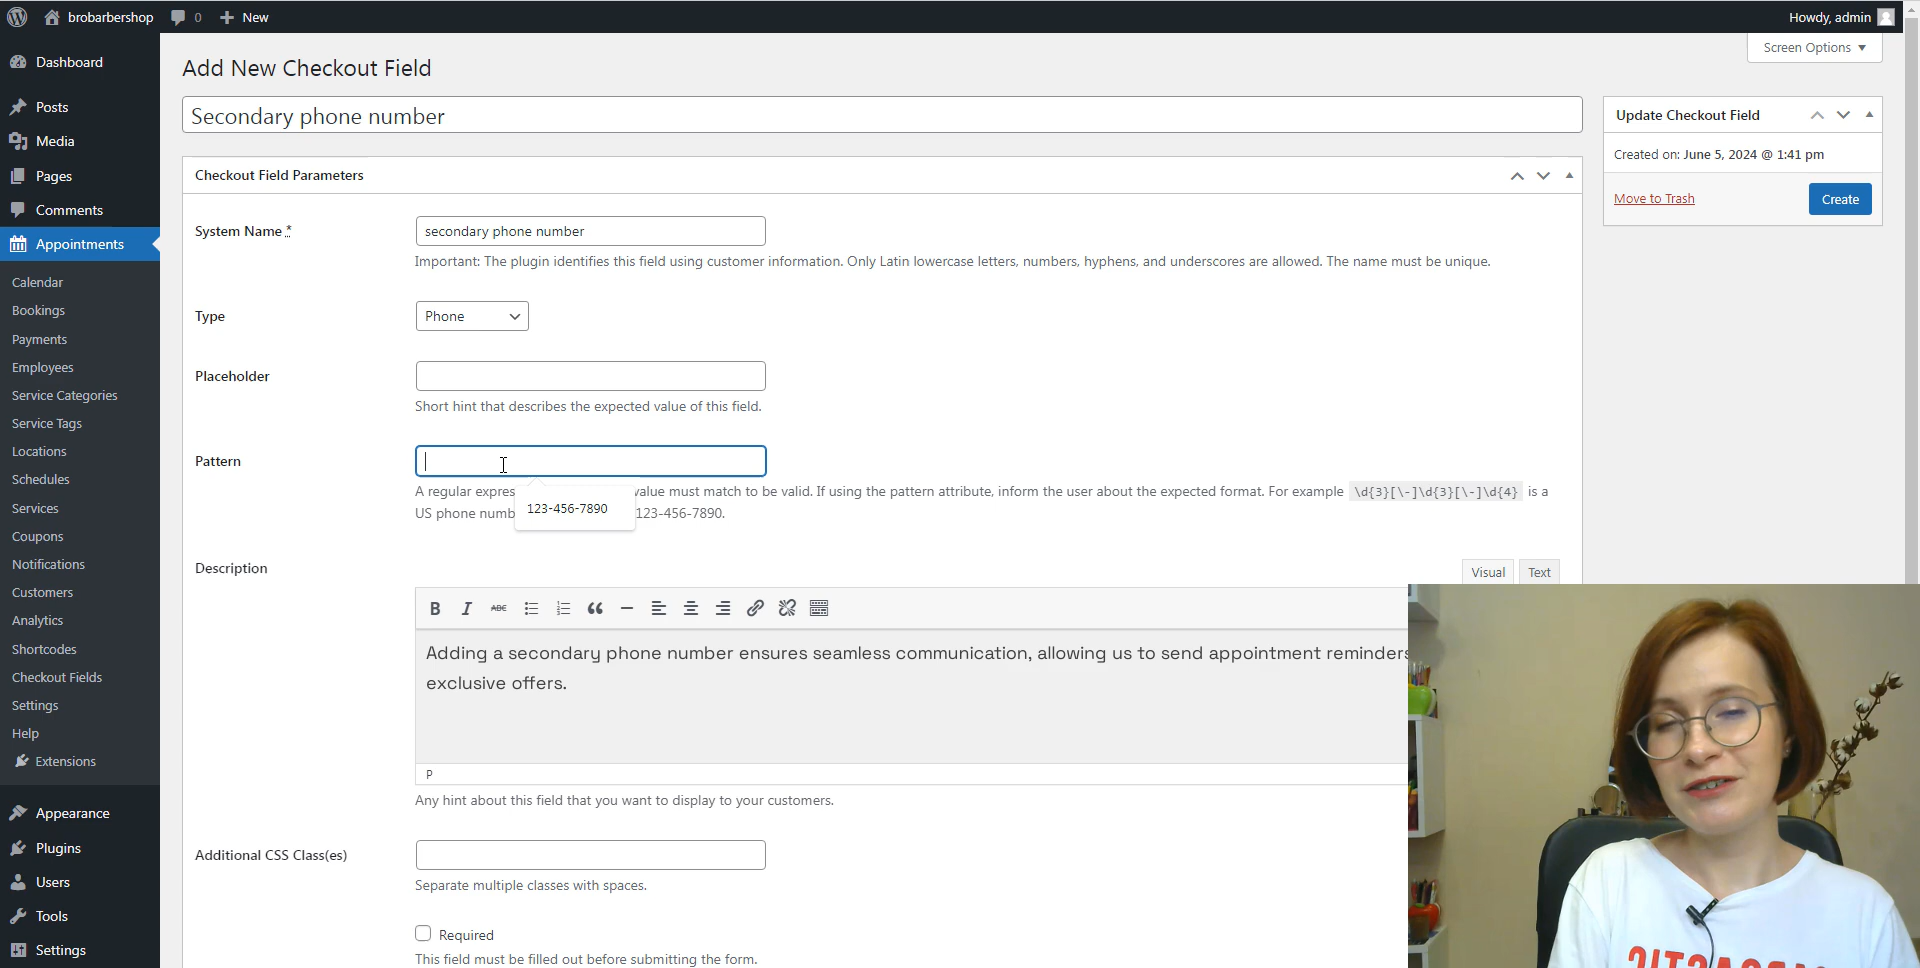 brobarbershop 0 New Howdy, admin
Screen Options
Dashboard
Posts
Media
Pages
Comments
Appointments
Calendar
Bookings
Payments
Employees
Service Categories
Service Tags
Locations
Schedules
Services
Coupons
Notifications
Customers
Analytics
Shortcodes
Checkout Fields
Settings
Help
Extensions
Appearance
Plugins
Users
Tools
Settings
Add New Checkout Field
Secondary phone number
Checkout Field Parameters
System Name *
secondary phone number
Important: The plugin identifies this field using customer information. Only Latin lowercase letters, numbers, hyphens, and underscores are allowed. The name must be unique.
Type
Phone
Placeholder
Short hint that describes the expected value of this field.
Pattern
A regular expres value must match to be valid. If using the pattern attribute, inform the user about the expected format. For example \d{3}[\-]\d{3}[\-]\d{4} is a
US phone numb 123-456-7890.
123-456-7890
Description
Visual Text
B I ABC
Adding a secondary phone number ensures seamless communication, allowing us to send appointment reminders
exclusive offers.
P
Any hint about this field that you want to display to your customers.
Additional CSS Class(es)
Separate multiple classes with spaces.
Required
This field must be filled out before submitting the form.
Update Checkout Field
Created on: June 5, 2024 @ 1:41 pm
Move to Trash
Create